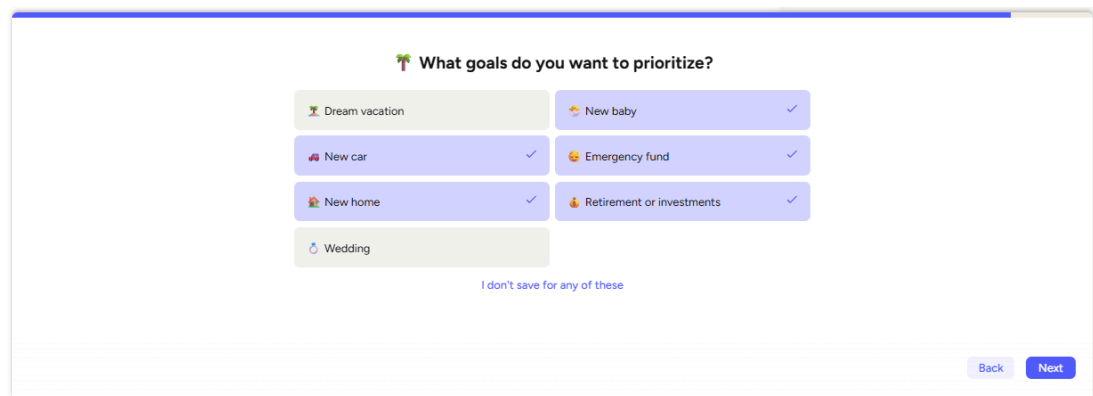 What goals do you want to prioritize?
Dream vacation
New baby
New car
Emergency fund
New home
Retirement or investments
Wedding
I don't save for any of these
Back
Next